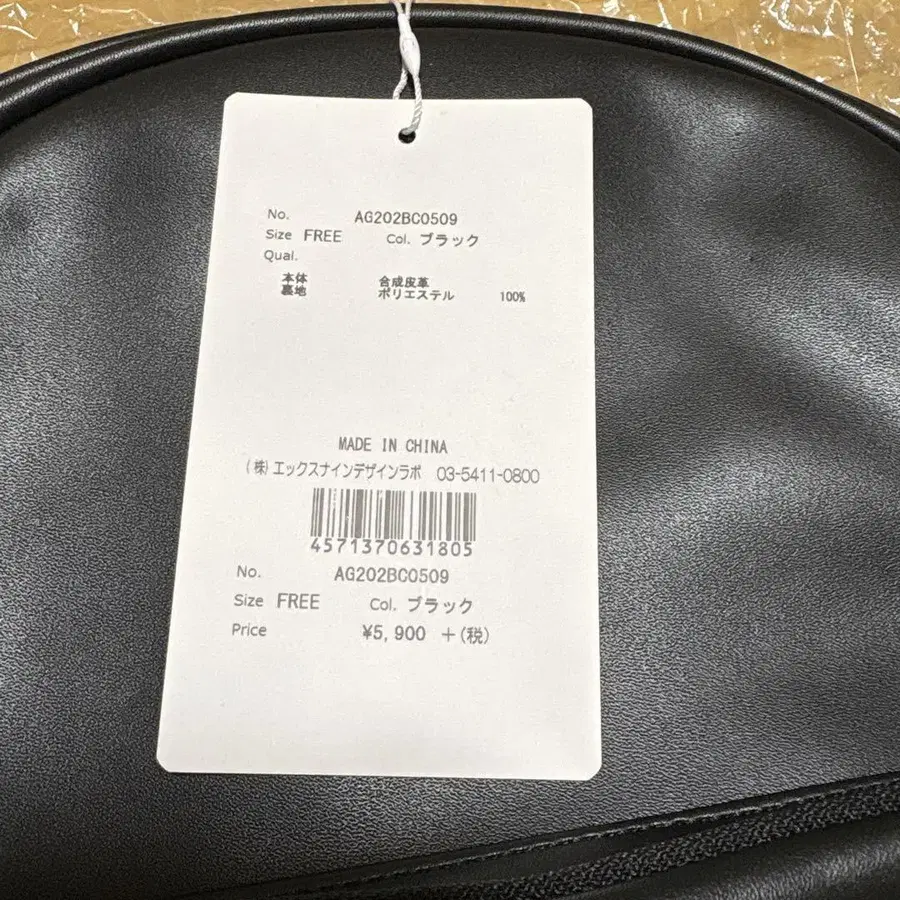 No. AG202BC0509
Size FREE Col. ブラック
Qual.
本体 合成皮革
裏地 ポリエステル 100%
MADE IN CHINA
(株)エックスナインデザインラボ 03-5411-0800
4571370631805
No. AG202BC0509
Size FREE Col. ブラック
Price ¥5,900 +(税)